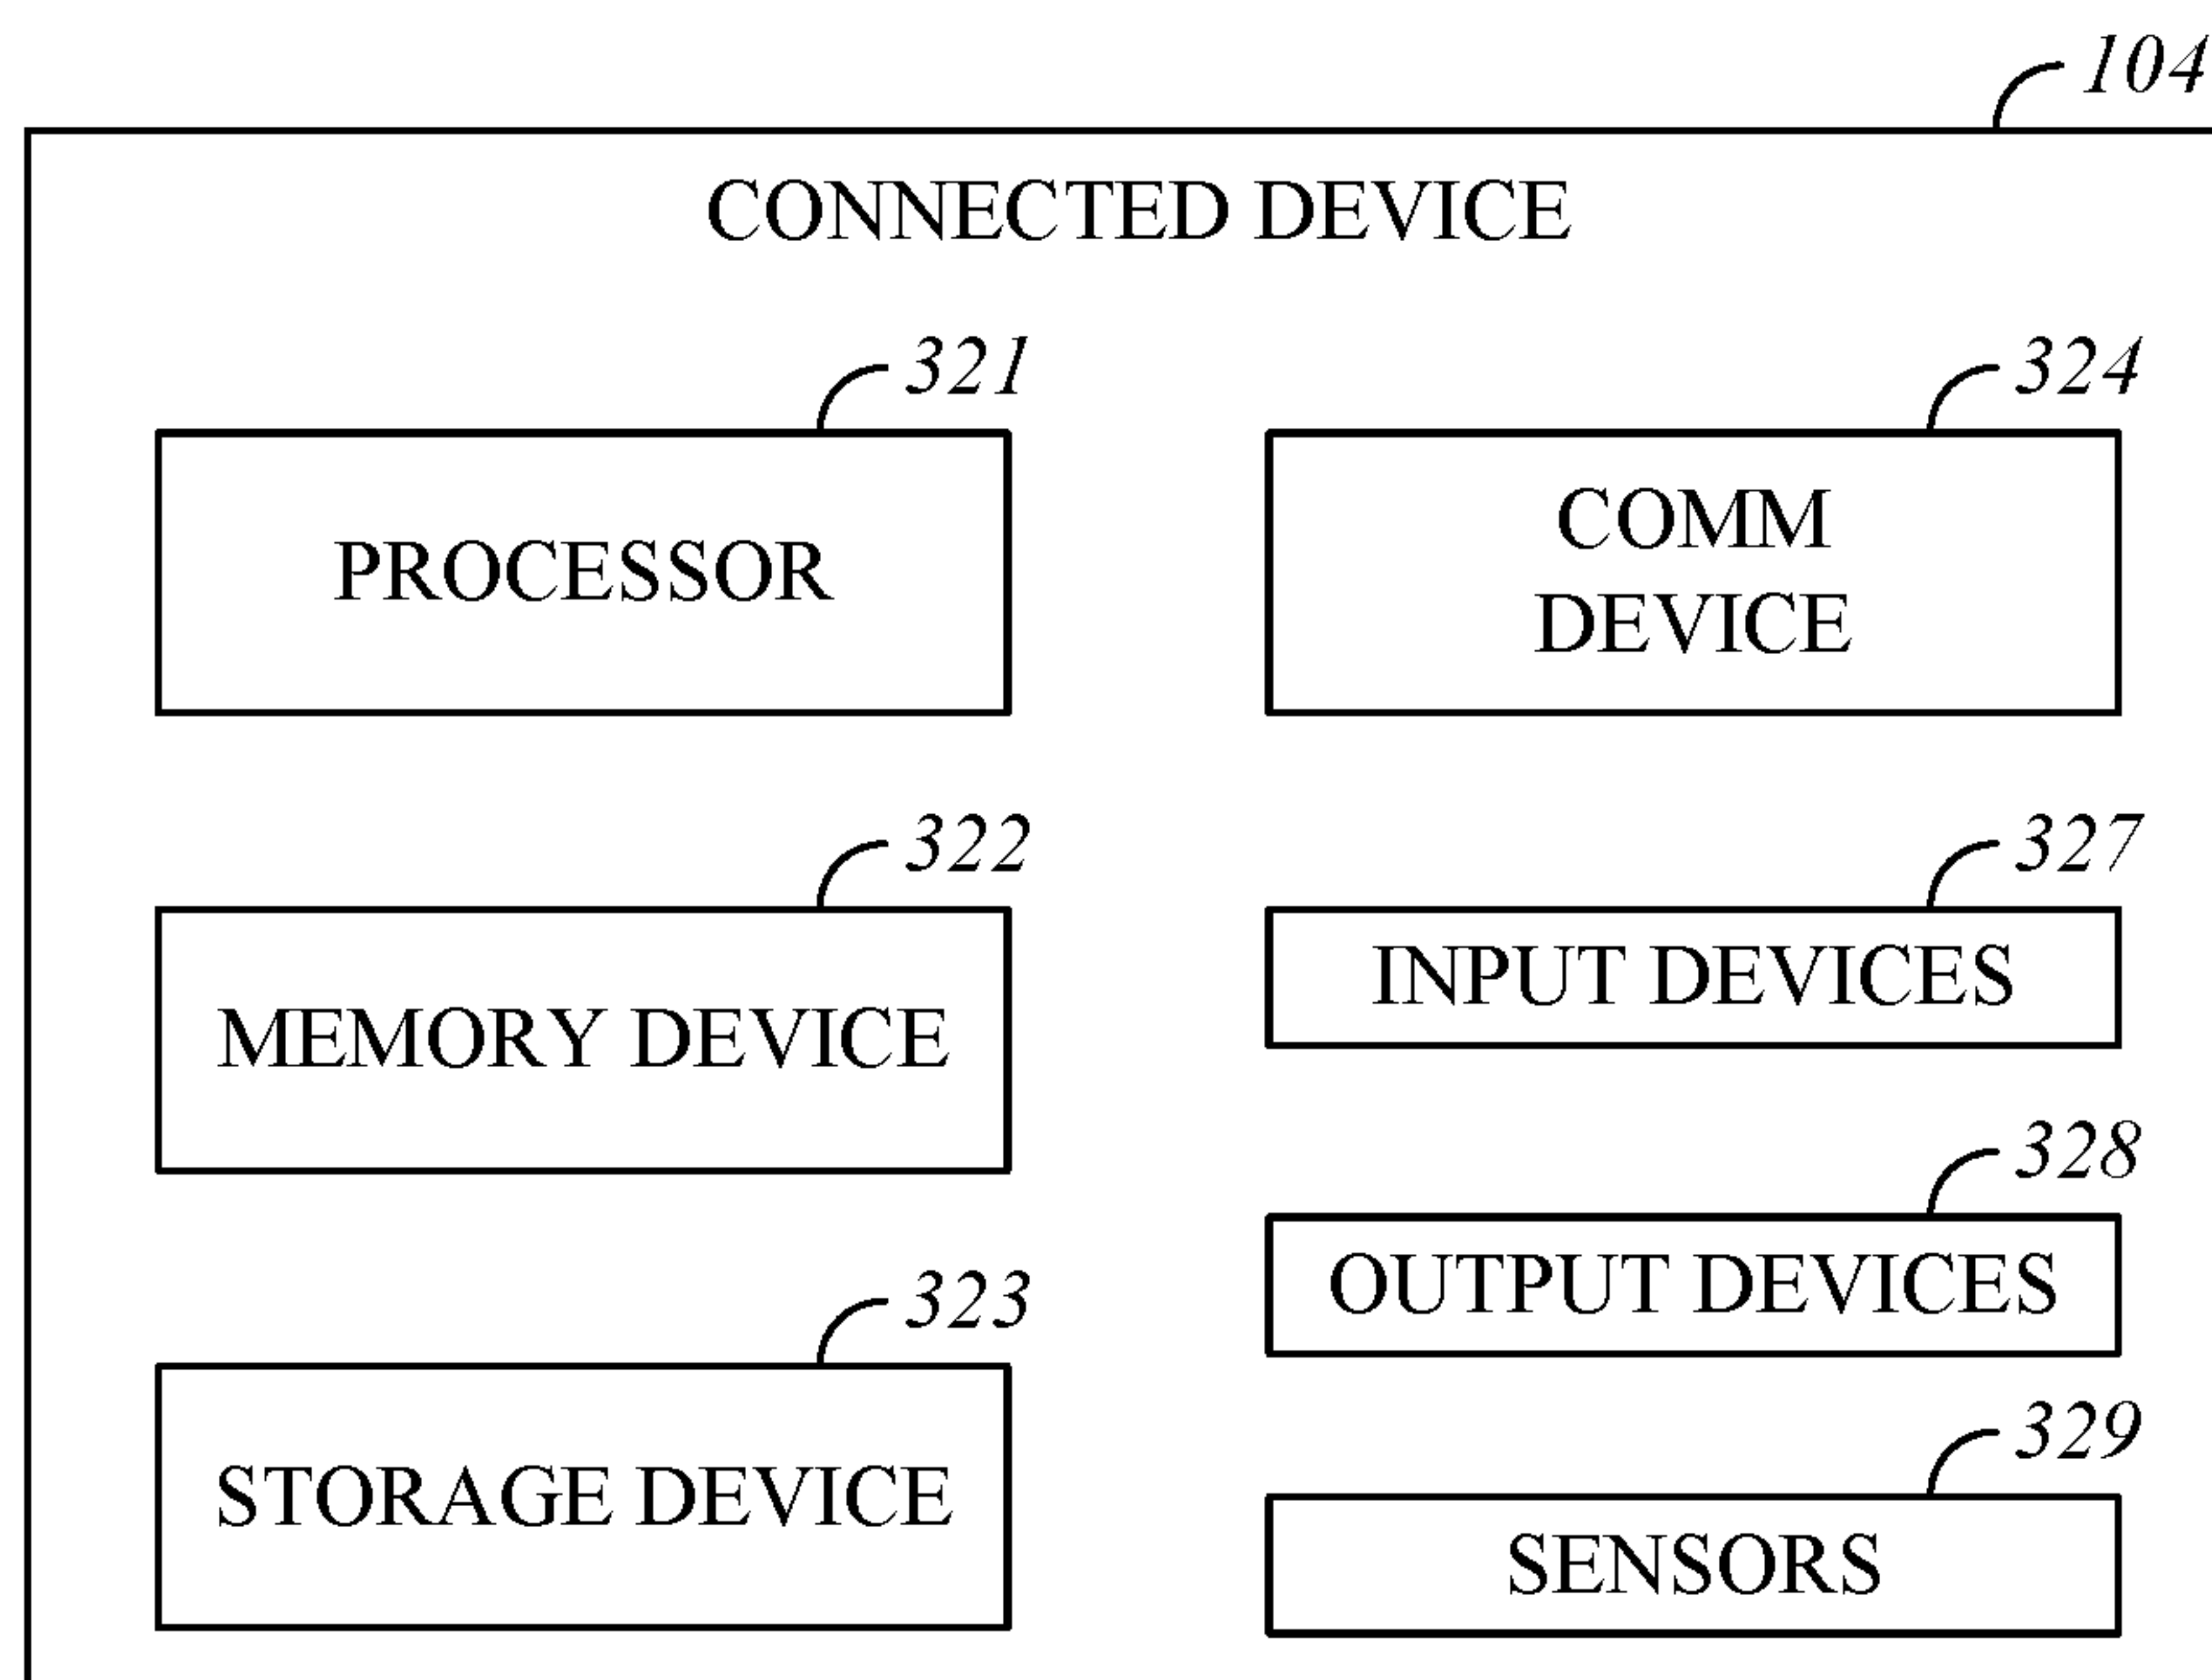 104
CONNECTED DEVICE
321
PROCESSOR
324
COMM
DEVICE
322
MEMORY DEVICE
327
INPUT DEVICES
328
OUTPUT DEVICES
323
STORAGE DEVICE
329
SENSORS